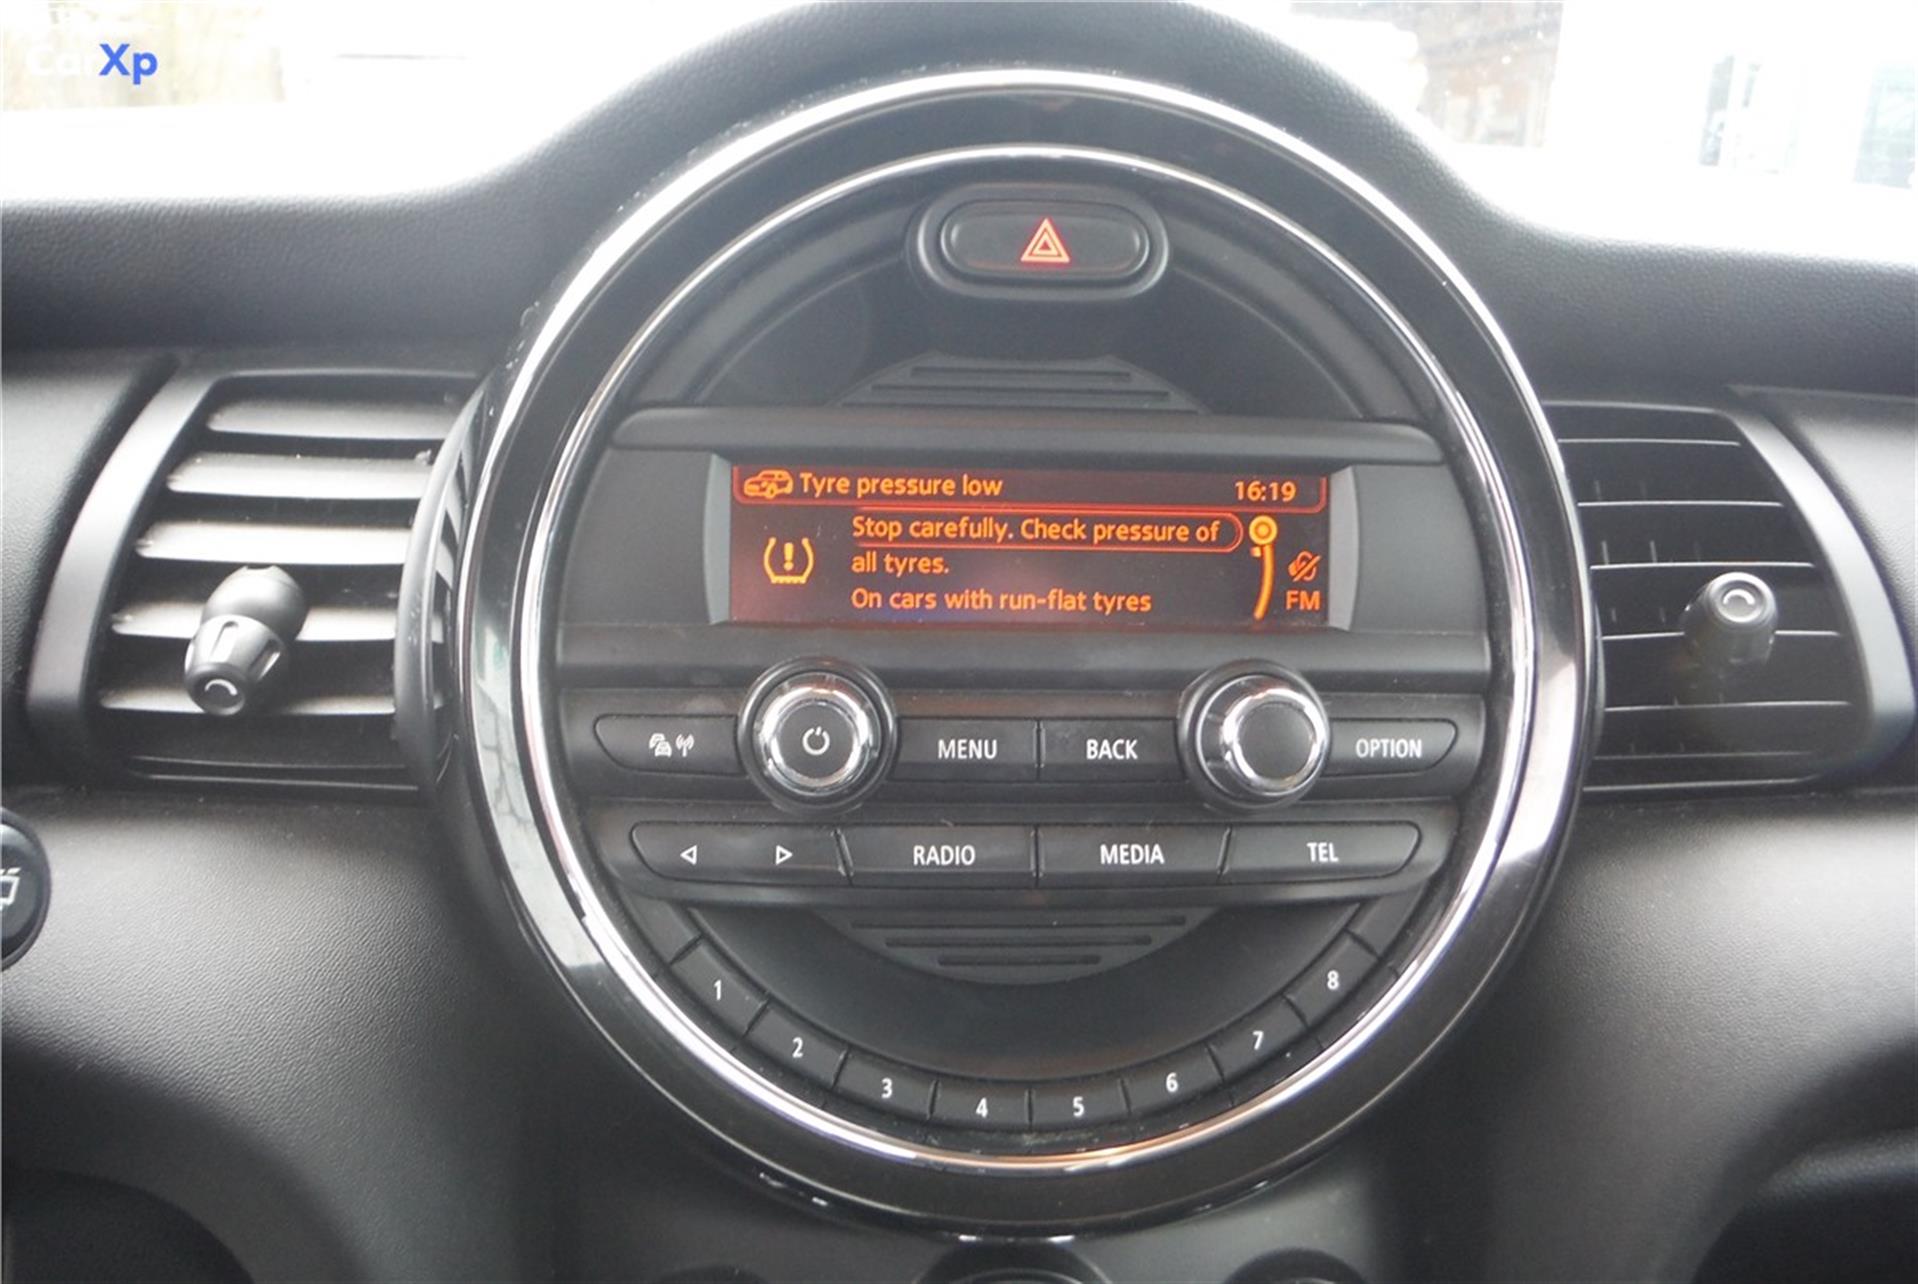 CarXp
Tyre pressure low 16:19
Stop carefully. Check pressure of
all tyres.
On cars with run-flat tyres
FM
MENU BACK OPTION
RADIO MEDIA TEL
1 2 3 4 5 6 7 8